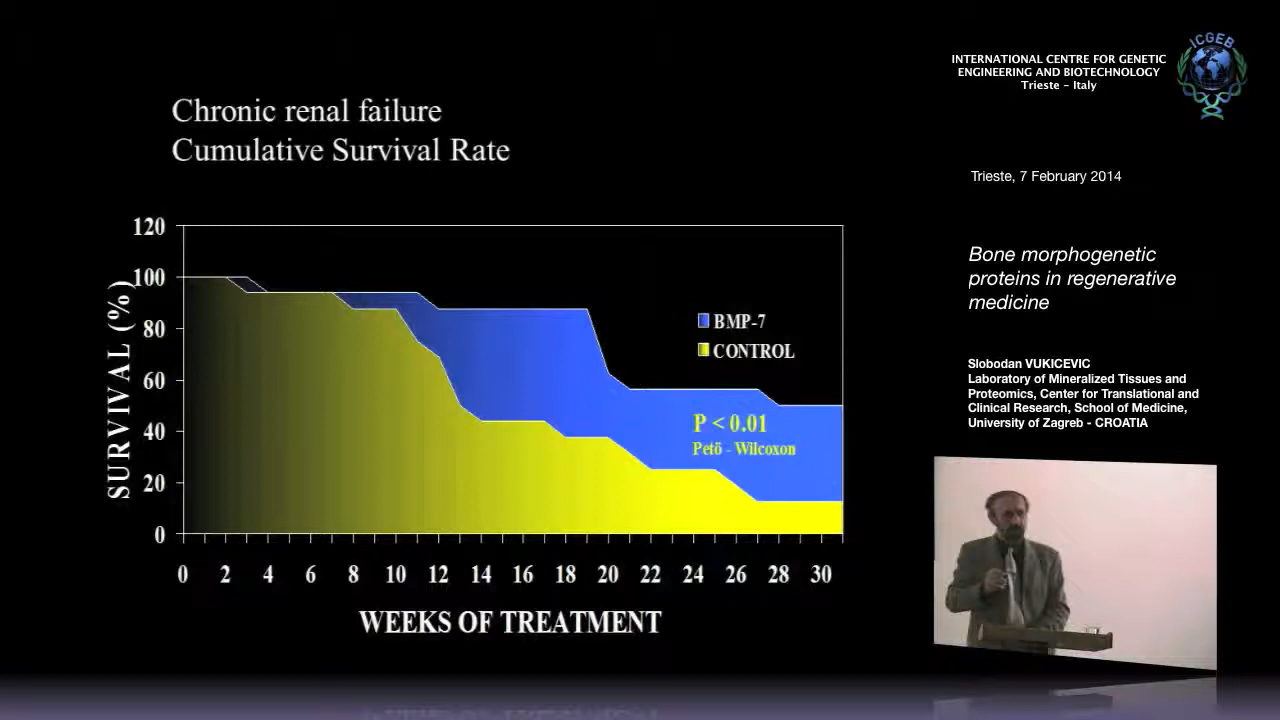 Chronic renal failure
Cumulative Survival Rate
120
100
80
60
40
20
0
SURVIVAL (%)
BMP-7
CONTROL
P < 0.01
Petö - Wilcoxon
0 2 4 6 8 10 12 14 16 18 20 22 24 26 28 30
WEEKS OF TREATMENT
INTERNATIONAL CENTRE FOR GENETIC
ENGINEERING AND BIOTECHNOLOGY
Trieste - Italy
ICGEB
Trieste, 7 February 2014
Bone morphogenetic
proteins in regenerative
medicine
Slobodan VUKICEVIC
Laboratory of Mineralized Tissues and
Proteomics, Center for Translational and
Clinical Research, School of Medicine,
University of Zagreb - CROATIA